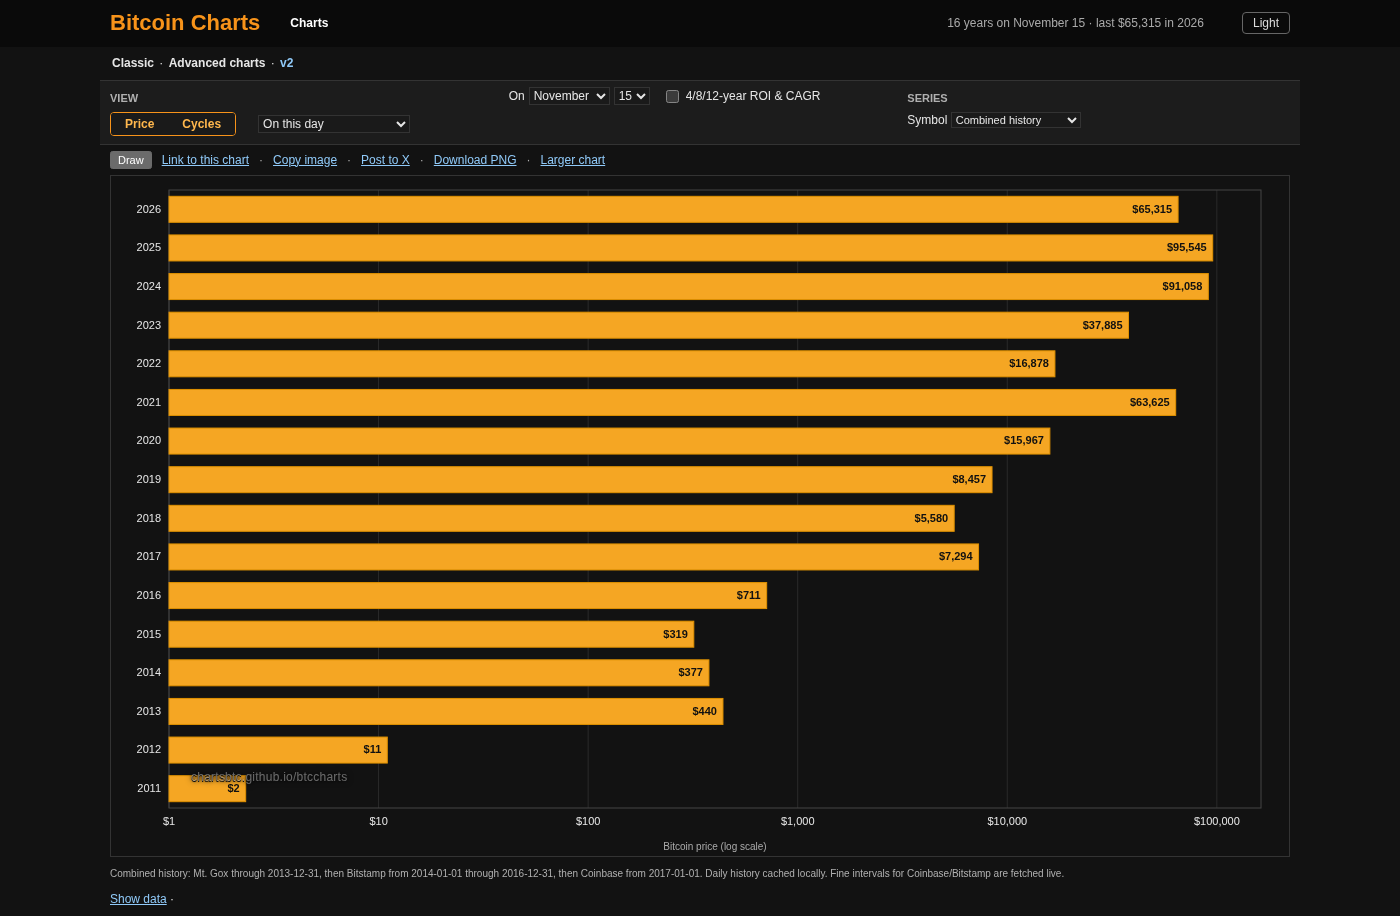 Bitcoin Charts
Charts
16 years on November 15 · last $65,315 in 2026
Light
Classic · Advanced charts · v2
VIEW
Price Cycles
On this day
On November 15
4/8/12-year ROI & CAGR
SERIES
Symbol Combined history
Draw Link to this chart · Copy image · Post to X · Download PNG · Larger chart
2026 $65,315
2025 $95,545
2024 $91,058
2023 $37,885
2022 $16,878
2021 $63,625
2020 $15,967
2019 $8,457
2018 $5,580
2017 $7,294
2016 $711
2015 $319
2014 $377
2013 $440
2012 $11
chartsbtc.github.io/btccharts
2011 $2
$1 $10 $100 $1,000 $10,000 $100,000
Bitcoin price (log scale)
Combined history: Mt. Gox through 2013-12-31, then Bitstamp from 2014-01-01 through 2016-12-31, then Coinbase from 2017-01-01. Daily history cached locally. Fine intervals for Coinbase/Bitstamp are fetched live.
Show data ·